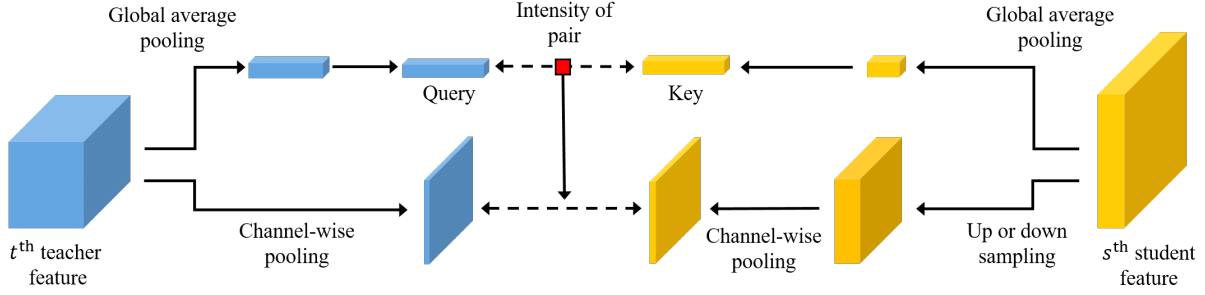 Global average
pooling
Intensity of
pair
Global average
pooling
Query
Key
Channel-wise
pooling
Channel-wise
pooling
Up or down
sampling
tᵗʰ teacher
feature
sᵗʰ student
feature